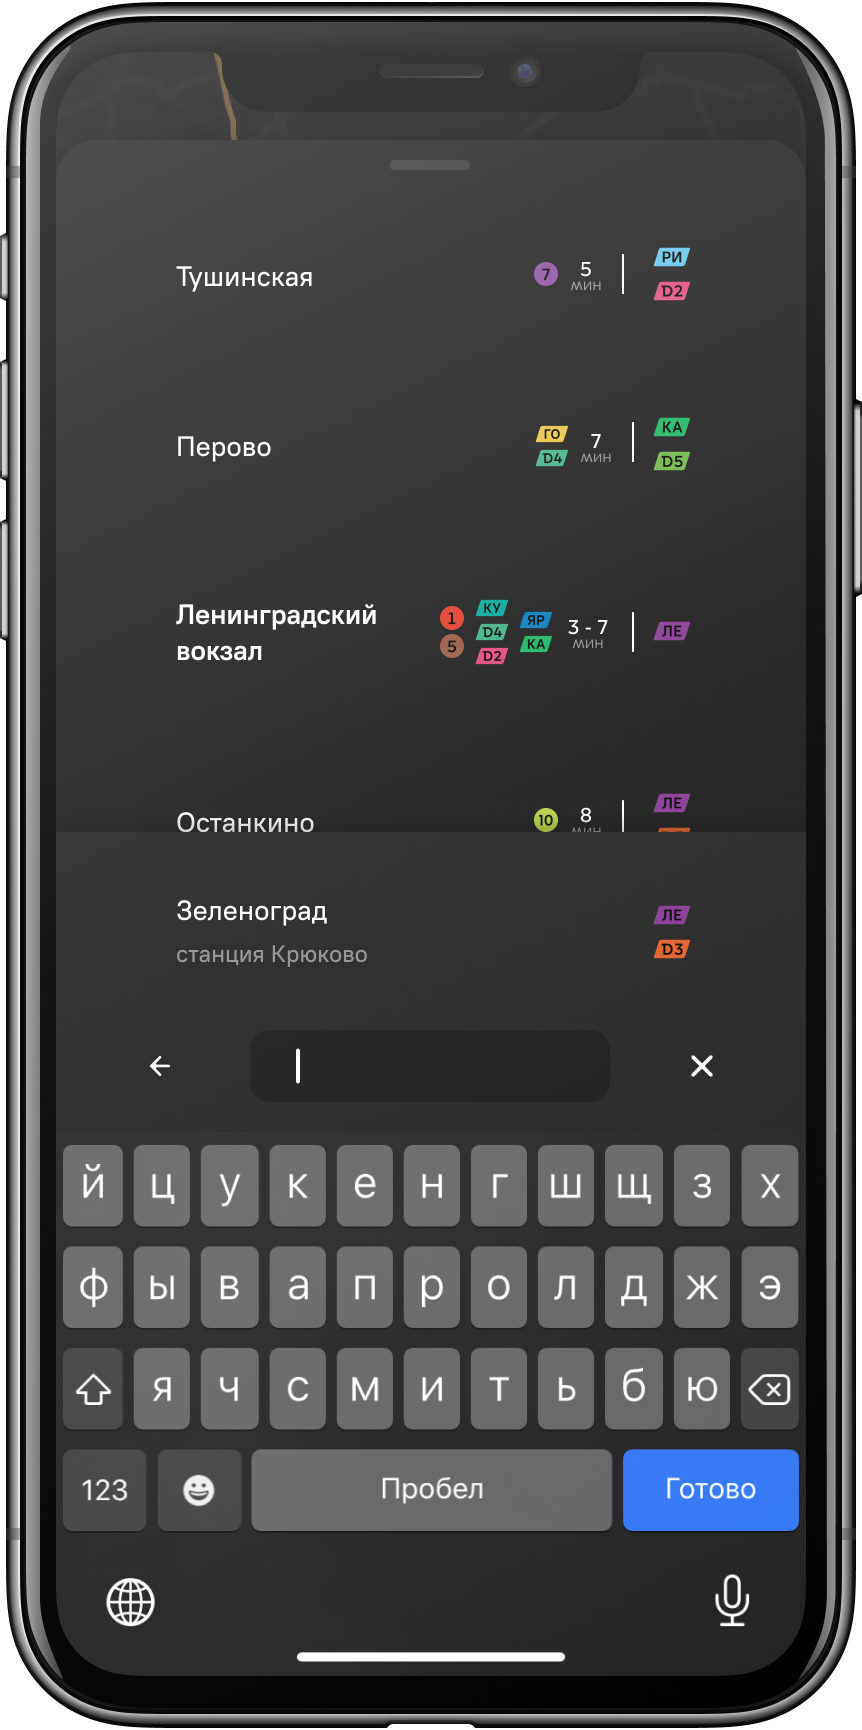 Тушинская 7 5 РИ
мин D2
Перово ГО 7 КА
D4 мин D5
Ленинградский 1 КУ ЯР 3 - 7 ЛЕ
вокзал 5 D4 КА мин
D2
Останкино 10 8 ЛЕ
мин
Зеленоград ЛЕ
станция Крюково D3
й ц у к е н г ш щ з х
ф ы в а п р о л д ж э
я ч с м и т ь б ю
123 Пробел Готово